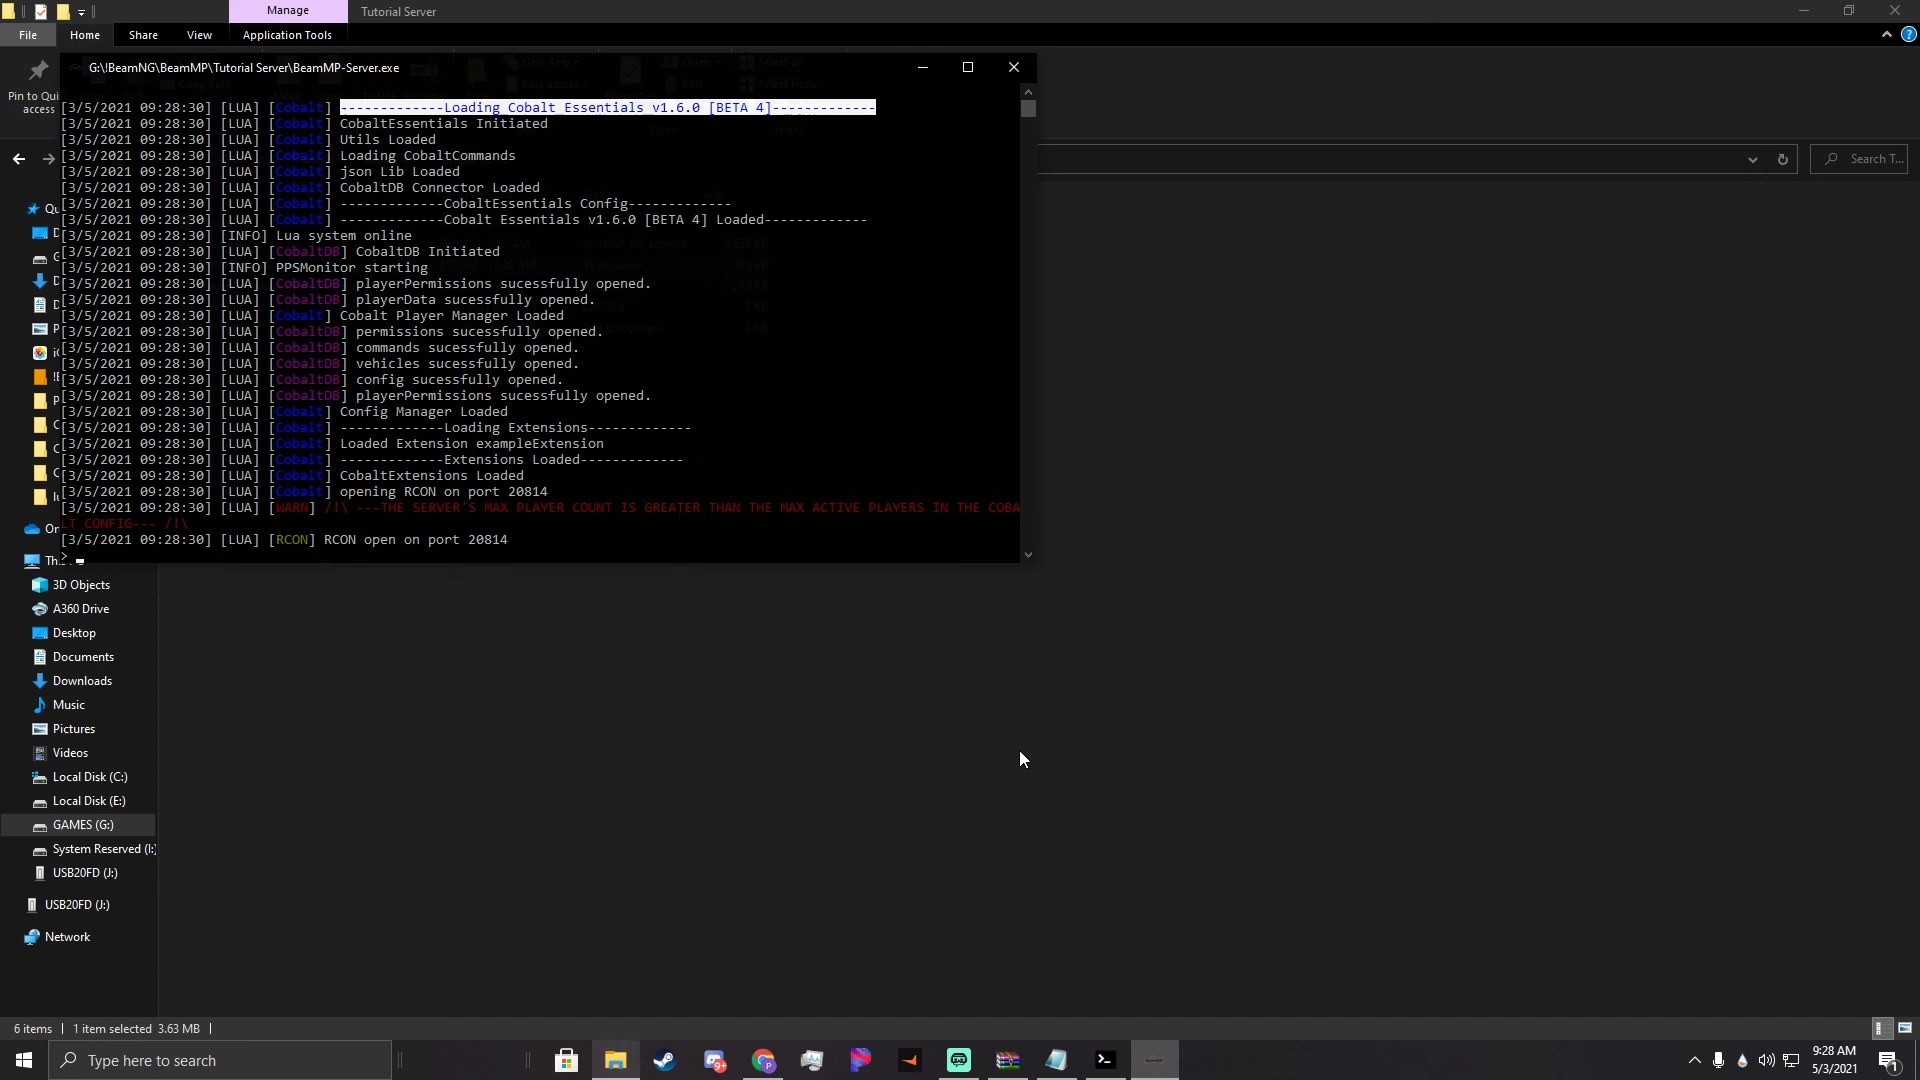 Manage
Tutorial Server
File
Home
Share
View
Application Tools
Pin to Qui
access
G:\!BeamNG\BeamMP\Tutorial Server\BeamMP-Server.exe
[3/5/2021 09:28:30] [LUA] [Cobalt] -------------Loading Cobalt Essentials v1.6.0 [BETA 4]-------------
[3/5/2021 09:28:30] [LUA] [Cobalt] CobaltEssentials Initiated
[3/5/2021 09:28:30] [LUA] [Cobalt] Utils Loaded
[3/5/2021 09:28:30] [LUA] [Cobalt] Loading CobaltCommands
[3/5/2021 09:28:30] [LUA] [Cobalt] json Lib Loaded
[3/5/2021 09:28:30] [LUA] [Cobalt] CobaltDB Connector Loaded
[3/5/2021 09:28:30] [LUA] [Cobalt] -------------CobaltEssentials Config-------------
[3/5/2021 09:28:30] [LUA] [Cobalt] -------------Cobalt Essentials v1.6.0 [BETA 4] Loaded-------------
[3/5/2021 09:28:30] [INFO] Lua system online
[3/5/2021 09:28:30] [LUA] [CobaltDB] CobaltDB Initiated
[3/5/2021 09:28:30] [INFO] PPSMonitor starting
[3/5/2021 09:28:30] [LUA] [CobaltDB] playerPermissions sucessfully opened.
[3/5/2021 09:28:30] [LUA] [CobaltDB] playerData sucessfully opened.
[3/5/2021 09:28:30] [LUA] [Cobalt] Cobalt Player Manager Loaded
[3/5/2021 09:28:30] [LUA] [CobaltDB] permissions sucessfully opened.
[3/5/2021 09:28:30] [LUA] [CobaltDB] commands sucessfully opened.
[3/5/2021 09:28:30] [LUA] [CobaltDB] vehicles sucessfully opened.
[3/5/2021 09:28:30] [LUA] [CobaltDB] config sucessfully opened.
[3/5/2021 09:28:30] [LUA] [CobaltDB] playerPermissions sucessfully opened.
[3/5/2021 09:28:30] [LUA] [Cobalt] Config Manager Loaded
[3/5/2021 09:28:30] [LUA] [Cobalt] -------------Loading Extensions-------------
[3/5/2021 09:28:30] [LUA] [Cobalt] Loaded Extension exampleExtension
[3/5/2021 09:28:30] [LUA] [Cobalt] -------------Extensions Loaded-------------
[3/5/2021 09:28:30] [LUA] [Cobalt] CobaltExtensions Loaded
[3/5/2021 09:28:30] [LUA] [Cobalt] opening RCON on port 20814
[3/5/2021 09:28:30] [LUA] [WARN] /!\ ---THE SERVER'S MAX PLAYER COUNT IS GREATER THAN THE MAX ACTIVE PLAYERS IN THE COBA
LT CONFIG--- /!\
[3/5/2021 09:28:30] [LUA] [RCON] RCON open on port 20814
>
Search T...
3D Objects
A360 Drive
Desktop
Documents
Downloads
Music
Pictures
Videos
Local Disk (C:)
Local Disk (E:)
GAMES (G:)
System Reserved (I:)
USB20FD (J:)
USB20FD (J:)
Network
6 items
1 item selected 3.63 MB
Type here to search
9+
9:28 AM
5/3/2021
1